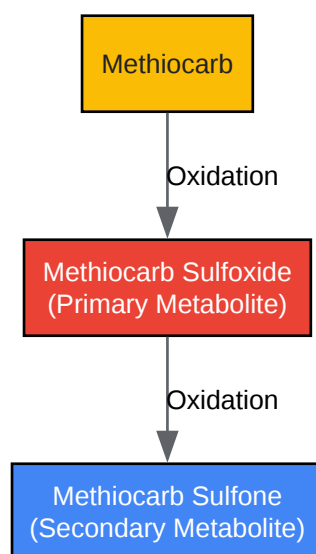 Methiocarb
Oxidation
Methiocarb Sulfoxide
(Primary Metabolite)
Oxidation
Methiocarb Sulfone
(Secondary Metabolite)